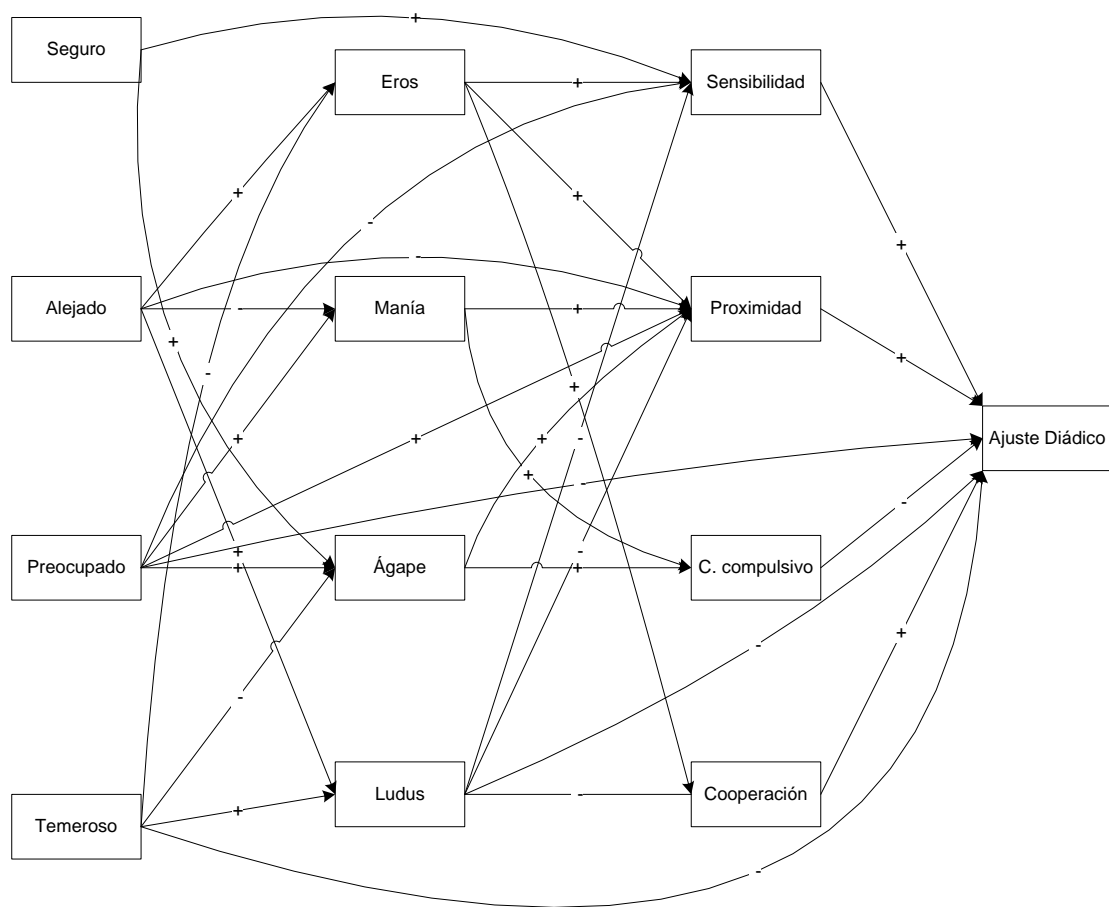 Seguro
Eros
Sensibilidad
Alejado
Manía
Proximidad
Ajuste Diádico
Preocupado
Ágape
C. compulsivo
Temeroso
Ludus
Cooperación
+
+
-
+
+
-
-
+
+
-
-
+
+
+
+
-
+
+
+
-
-
+
+
-
+
-
-
+
+
-
-